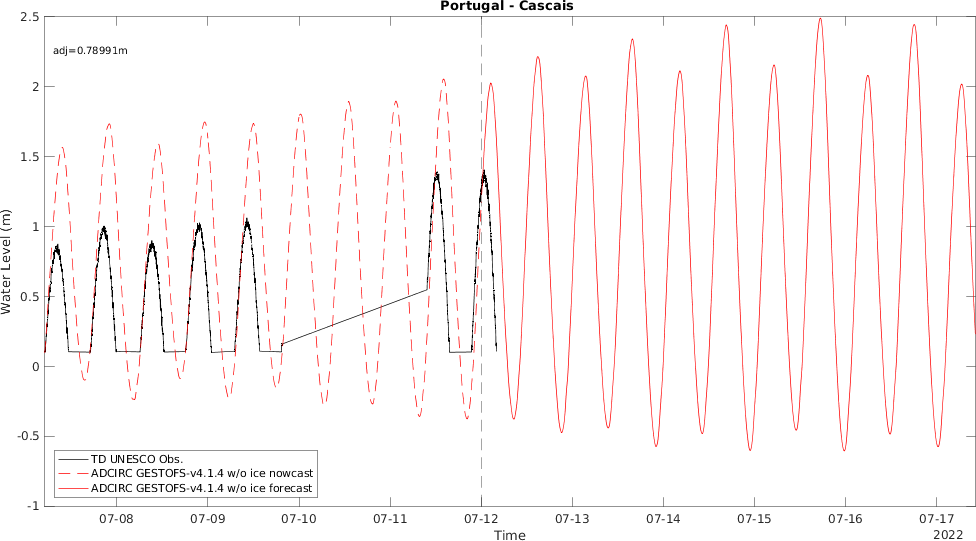 Portugal - Cascais
adj=0.78991m
2.5
2
1.5
1
0.5
0
-0.5
-1
Water Level (m)
TD UNESCO Obs.
ADCIRC GESTOFS-v4.1.4 w/o ice nowcast
ADCIRC GESTOFS-v4.1.4 w/o ice forecast
07-08 07-09 07-10 07-11 07-12 07-13 07-14 07-15 07-16 07-17
Time
2022